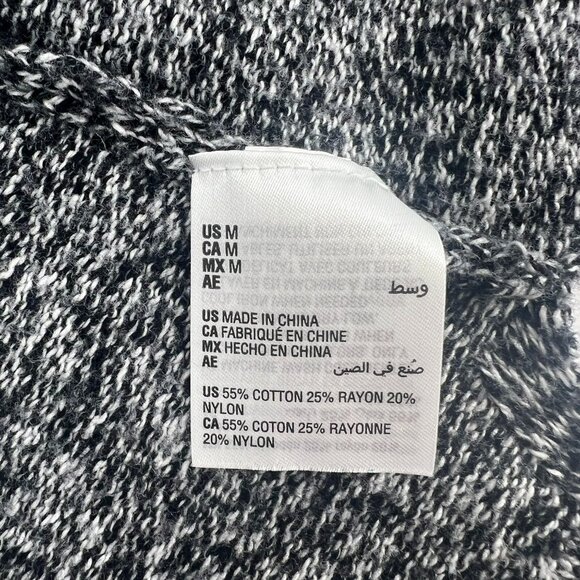 US M
CA M
MX M
AE وسط
US MADE IN CHINA
CA FABRIQUÉ EN CHINE
MX HECHO EN CHINA
AE صُنع في الصين
US 55% COTTON 25% RAYON 20%
NYLON
CA 55% COTON 25% RAYONNE
20% NYLON